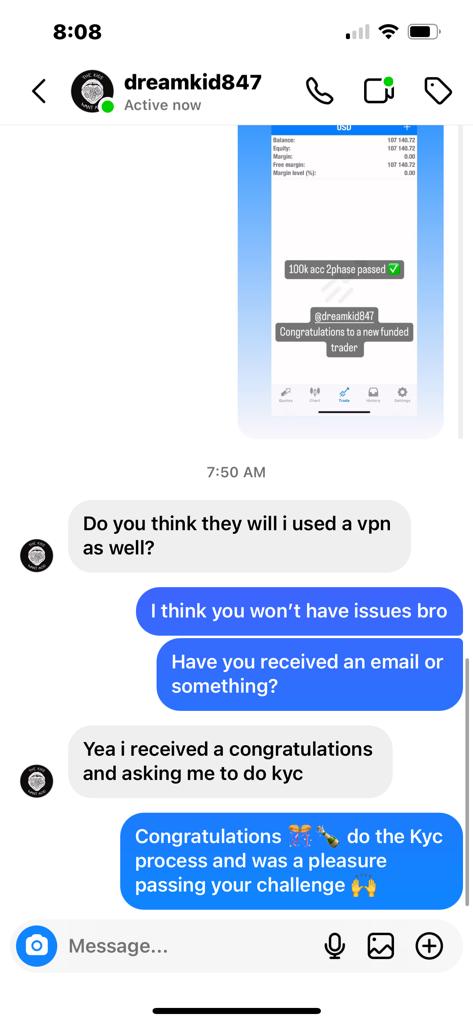 8:08
dreamkid847
Active now
USD
Balance: 107 140.72
Equity: 107 140.72
Margin: 0.00
Free margin: 107 140.72
Margin level (%): 0.00
100k acc 2phase passed ✅
@dreamkid847
Congratulations to a new funded
trader
Quotes Chart Trade History Settings
7:50 AM
Do you think they will i used a vpn
as well?
I think you won't have issues bro
Have you received an email or
something?
Yea i received a congratulations
and asking me to do kyc
Congratulations 🎊🍾 do the Kyc
process and was a pleasure
passing your challenge 🙌
Message...